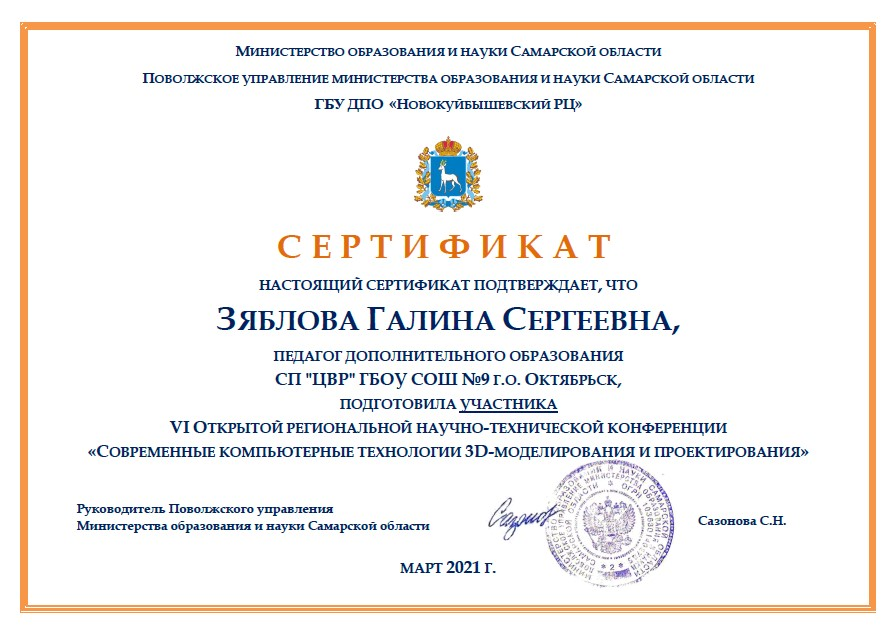 Министерство образования и науки Самарской области
Поволжское управление министерства образования и науки Самарской области
ГБУ ДПО «Новокуйбышевский РЦ»
СЕРТИФИКАТ
настоящий сертификат подтверждает, что
Зяблова Галина Сергеевна,
педагог дополнительного образования
СП "ЦВР" ГБОУ СОШ №9 г.о. Октябрьск,
подготовила участника
VI Открытой региональной научно-технической конференции
«Современные компьютерные технологии 3D-моделирования и проектирования»
Руководитель Поволжского управления
Министерства образования и науки Самарской области
Сазонова С.Н.
март 2021 г.